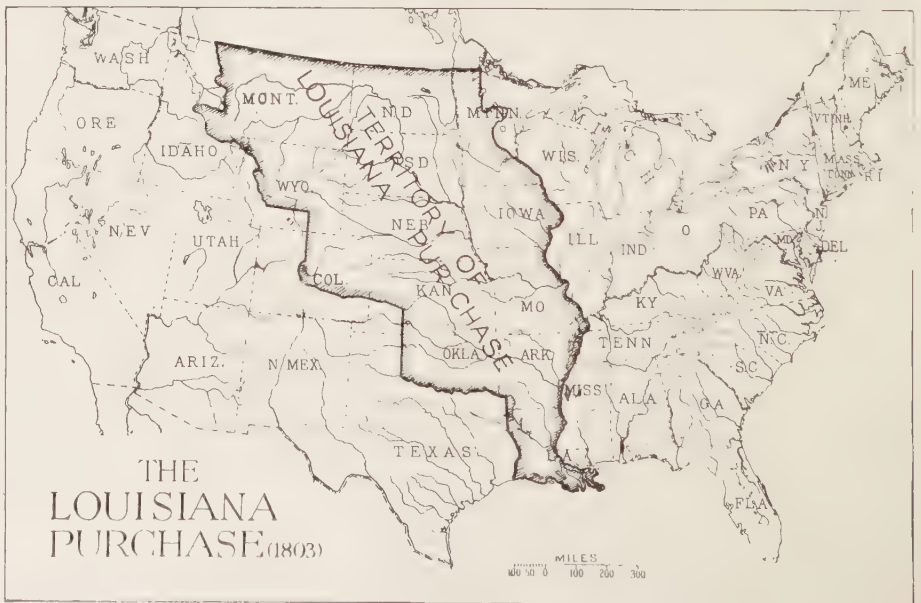 WASH
MONT.
N.D
MINN.
ME
ORE
IDAHO
S.D
WIS.
VT
N.H.
MASS
CONN
R I
N Y
WYO.
NEB
IOWA
PA
N.
NEV
UTAH
ILL
IND
O
MD
DEL
CAL
COL.
KAN
MO
W.VA
VA
KY
ARIZ.
N. MEX.
OKLA.
ARK.
TENN
N.C.
S.C.
MISS
ALA
GA
TEXAS
LA
FLA
TERRITORY OF
LOUISIANA PURCHASE
THE
LOUISIANA
PURCHASE (1803)
MILES
100 50 0 100 200 300